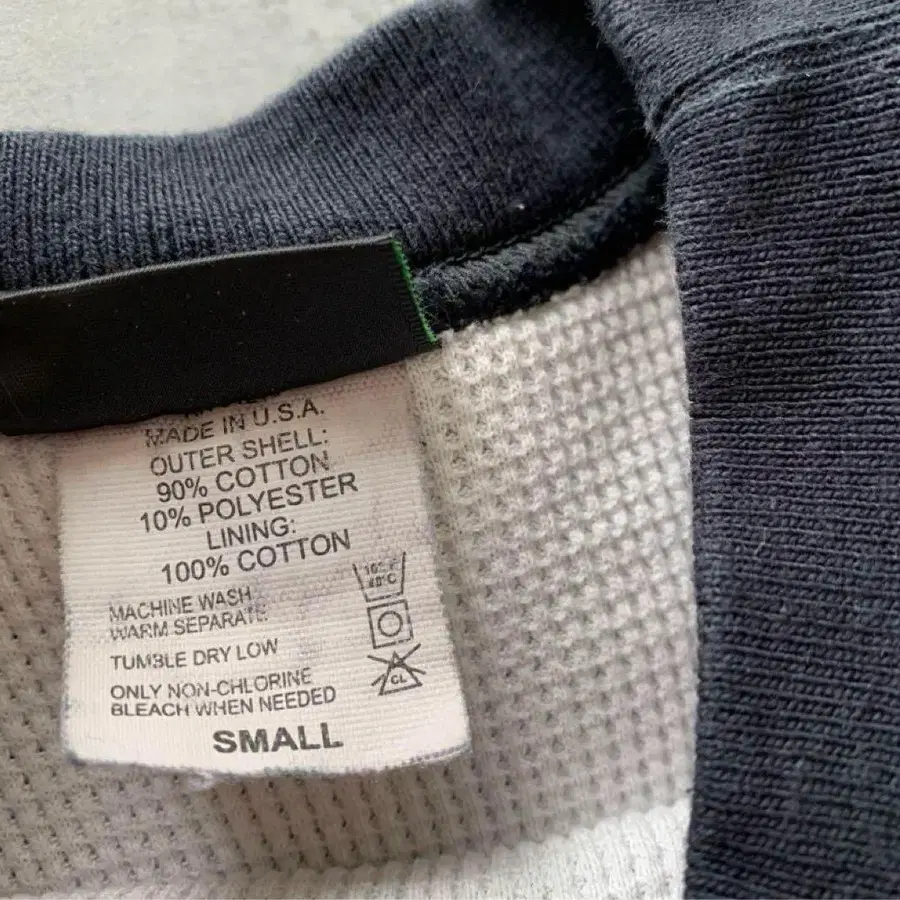 MADE IN U.S.A.
OUTER SHELL:
90% COTTON
10% POLYESTER
LINING:
100% COTTON
MACHINE WASH
WARM SEPARATE.
TUMBLE DRY LOW
ONLY NON-CHLORINE
BLEACH WHEN NEEDED
CL
SMALL